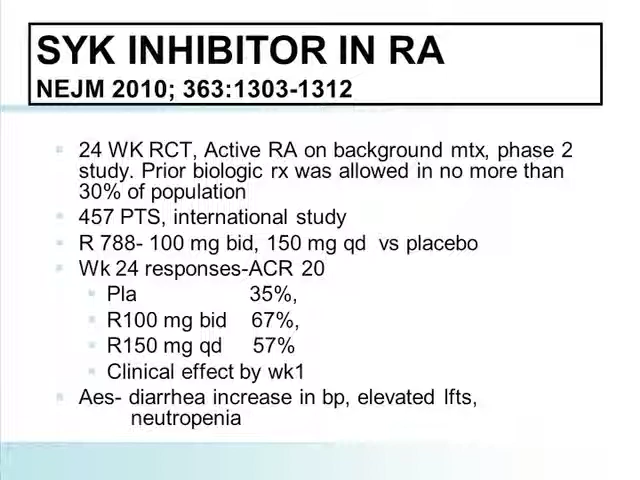 SYK INHIBITOR IN RA
NEJM 2010; 363:1303-1312
24 WK RCT, Active RA on background mtx, phase 2
study. Prior biologic rx was allowed in no more than
30% of population
457 PTS, international study
R 788- 100 mg bid, 150 mg qd vs placebo
Wk 24 responses-ACR 20
Pla 35%,
R100 mg bid 67%,
R150 mg qd 57%
Clinical effect by wk1
Aes- diarrhea increase in bp, elevated lfts,
neutropenia